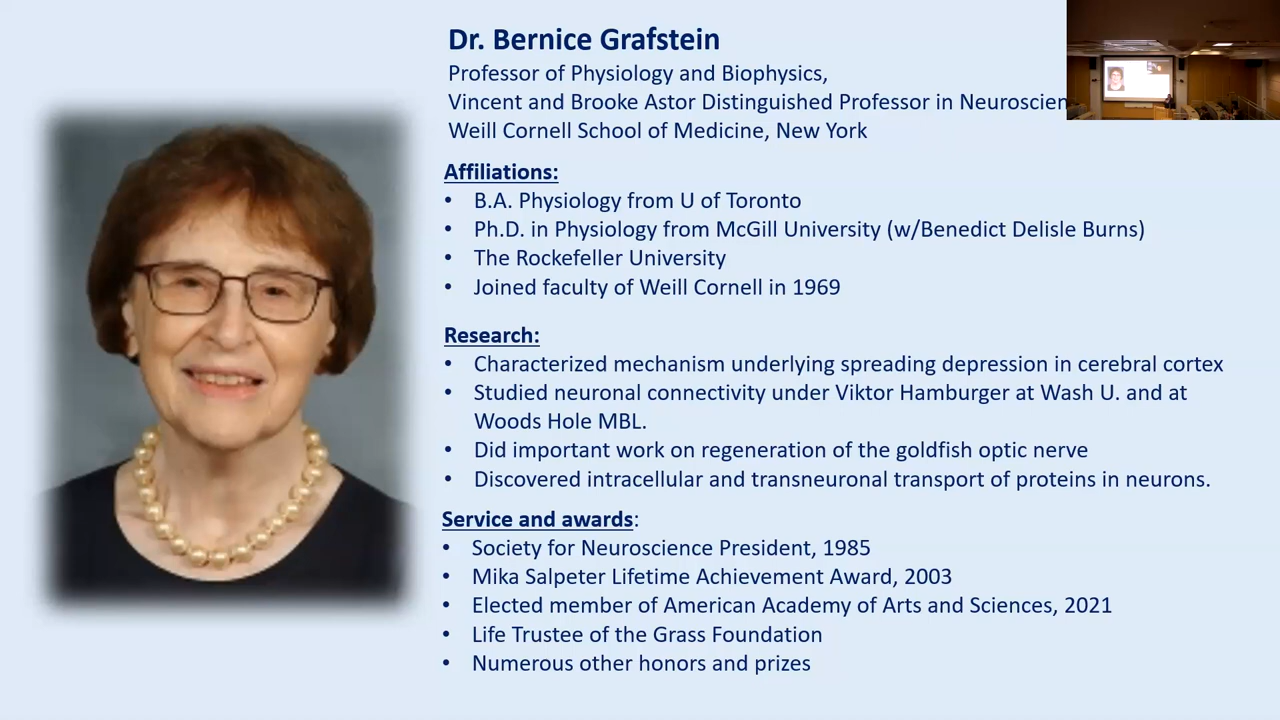 Dr. Bernice Grafstein
Professor of Physiology and Biophysics,
Vincent and Brooke Astor Distinguished Professor in
Weill Cornell School of Medicine, New York
Affiliations:
• B.A. Physiology from U of Toronto
• Ph.D. in Physiology from McGill University (w/Benedict Delisle Burns)
• The Rockefeller University
• Joined faculty of Weill Cornell in 1969
Research:
• Characterized mechanism underlying spreading depression in cerebral cortex
• Studied neuronal connectivity under Viktor Hamburger at Wash U. and at
Woods Hole MBL.
• Did important work on regeneration of the goldfish optic nerve
• Discovered intracellular and transneuronal transport of proteins in neurons.
Service and awards:
• Society for Neuroscience President, 1985
• Mika Salpeter Lifetime Achievement Award, 2003
• Elected member of American Academy of Arts and Sciences, 2021
• Life Trustee of the Grass Foundation
• Numerous other honors and prizes